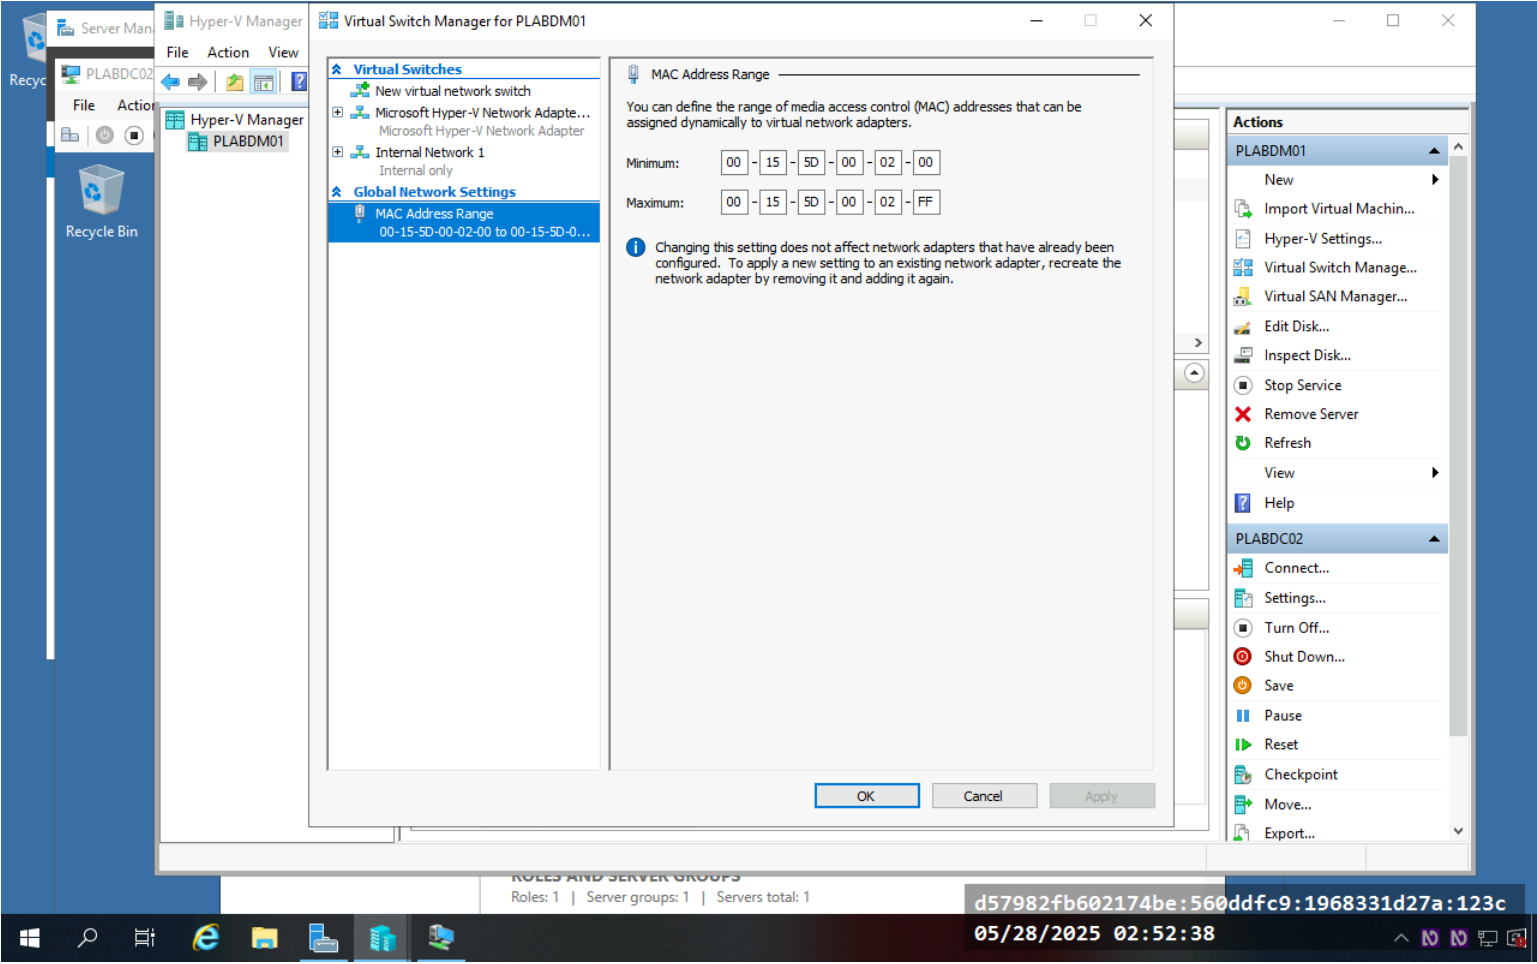 Recyc
Server Man
PLABDC02
File Action
Recycle Bin
Hyper-V Manager
File Action View
Hyper-V Manager
PLABDM01
Virtual Switch Manager for PLABDM01
Virtual Switches
New virtual network switch
Microsoft Hyper-V Network Adapte...
Microsoft Hyper-V Network Adapter
Internal Network 1
Internal only
Global Network Settings
MAC Address Range
00-15-5D-00-02-00 to 00-15-5D-0...
MAC Address Range
You can define the range of media access control (MAC) addresses that can be
assigned dynamically to virtual network adapters.
Minimum: 00 - 15 - 5D - 00 - 02 - 00
Maximum: 00 - 15 - 5D - 00 - 02 - FF
Changing this setting does not affect network adapters that have already been
configured. To apply a new setting to an existing network adapter, recreate the
network adapter by removing it and adding it again.
OK Cancel Apply
Actions
PLABDM01
New
Import Virtual Machin...
Hyper-V Settings...
Virtual Switch Manage...
Virtual SAN Manager...
Edit Disk...
Inspect Disk...
Stop Service
Remove Server
Refresh
View
Help
PLABDC02
Connect...
Settings...
Turn Off...
Shut Down...
Save
Pause
Reset
Checkpoint
Move...
Export...
ROLES AND SERVER GROUPS
Roles: 1 | Server groups: 1 | Servers total: 1
d57982fb602174be:560ddfc9:1968331d27a:123c
05/28/2025 02:52:38